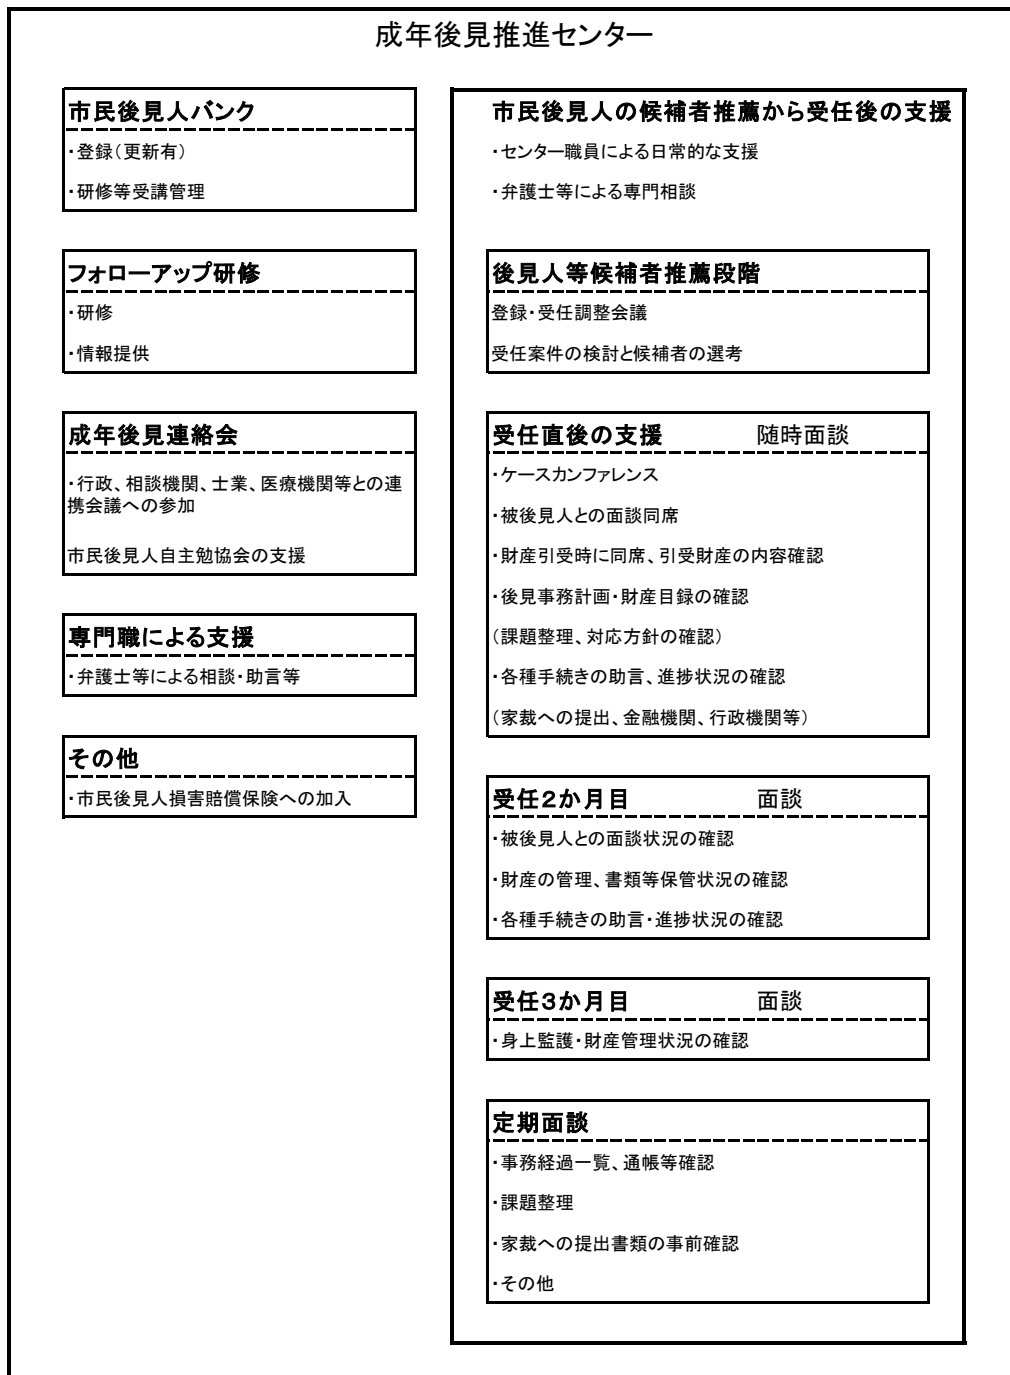 成年後見推進センター
市民後見人バンク
・登録（更新有）
・研修等受講管理
フォローアップ研修
・研修
・情報提供
成年後見連絡会
・行政、相談機関、士業、医療機関等との連
携会議への参加
市民後見人自主勉協会の支援
専門職による支援
・弁護士等による相談・助言等
その他
・市民後見人損害賠償保険への加入
市民後見人の候補者推薦から受任後の支援
・センター職員による日常的な支援
・弁護士等による専門相談
後見人等候補者推薦段階
登録・受任調整会議
受任案件の検討と候補者の選考
受任直後の支援 随時面談
・ケースカンファレンス
・被後見人との面談同席
・財産引受時に同席、引受財産の内容確認
・後見事務計画・財産目録の確認
（課題整理、対応方針の確認）
・各種手続きの助言、進捗状況の確認
（家裁への提出、金融機関、行政機関等）
受任２か月目 面談
・被後見人との面談状況の確認
・財産の管理、書類等保管状況の確認
・各種手続きの助言・進捗状況の確認
受任３か月目 面談
・身上監護・財産管理状況の確認
定期面談
・事務経過一覧、通帳等確認
・課題整理
・家裁への提出書類の事前確認
・その他